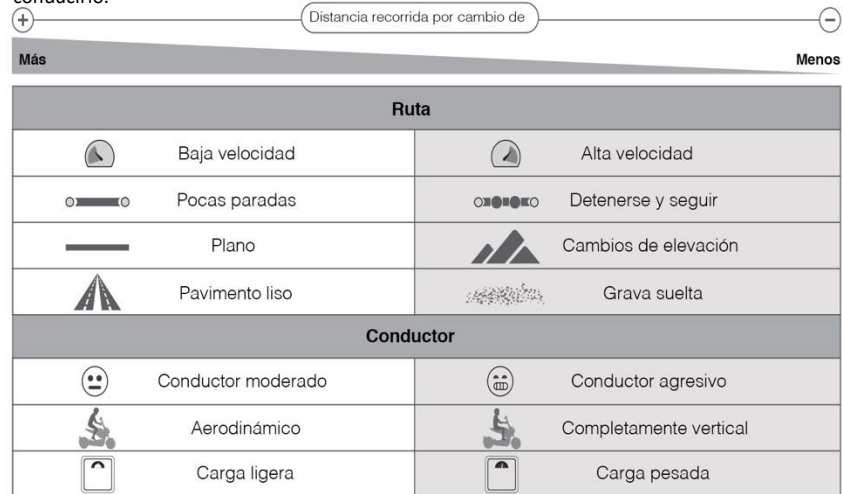 conducirlo.
Distancia recorrida por cambio de
Más Menos
Ruta
Baja velocidad Alta velocidad
Pocas paradas Detenerse y seguir
Plano Cambios de elevación
Pavimento liso Grava suelta
Conductor
Conductor moderado Conductor agresivo
Aerodinámico Completamente vertical
Carga ligera Carga pesada